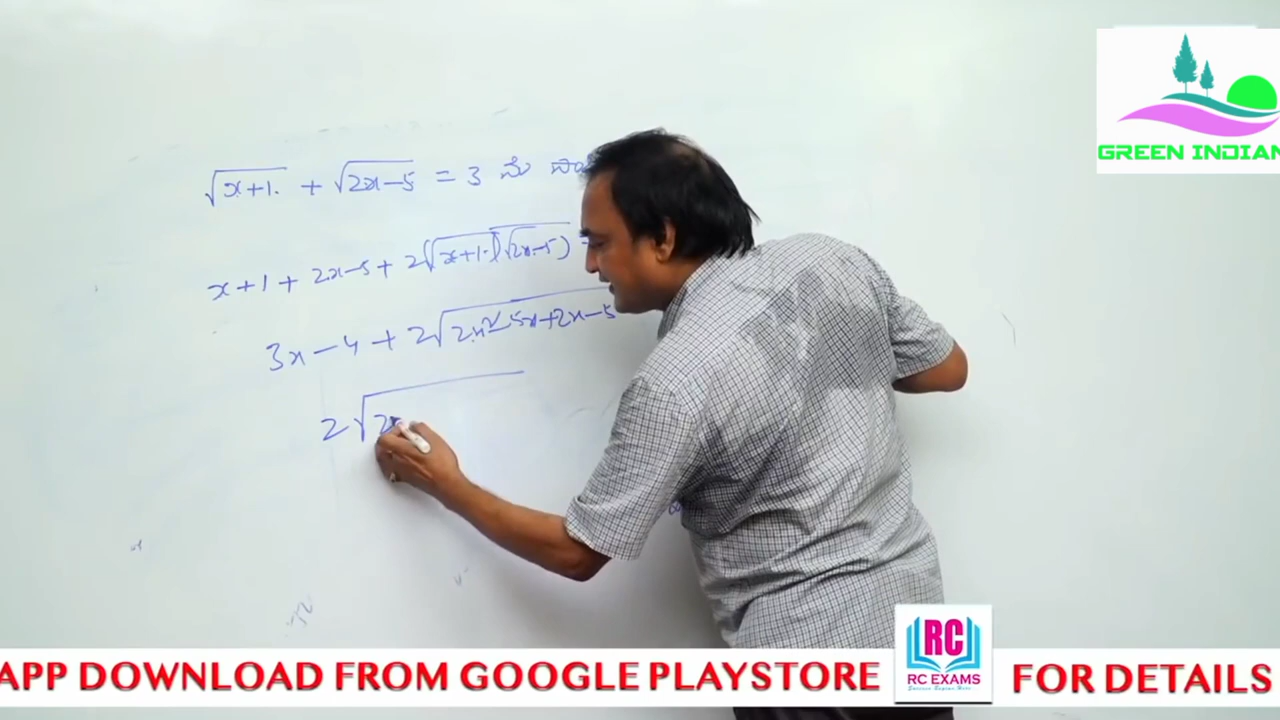 √x+1. + √2x-5 = 3 ಮೆ
x+1 + 2x-5 + 2(√x+1.)(√2x-5) =
3x-4 + 2√2x²-5x+2x-5
2√2x
GREEN INDIAN
APP DOWNLOAD FROM GOOGLE PLAYSTORE
RC
RC EXAMS
FOR DETAILS